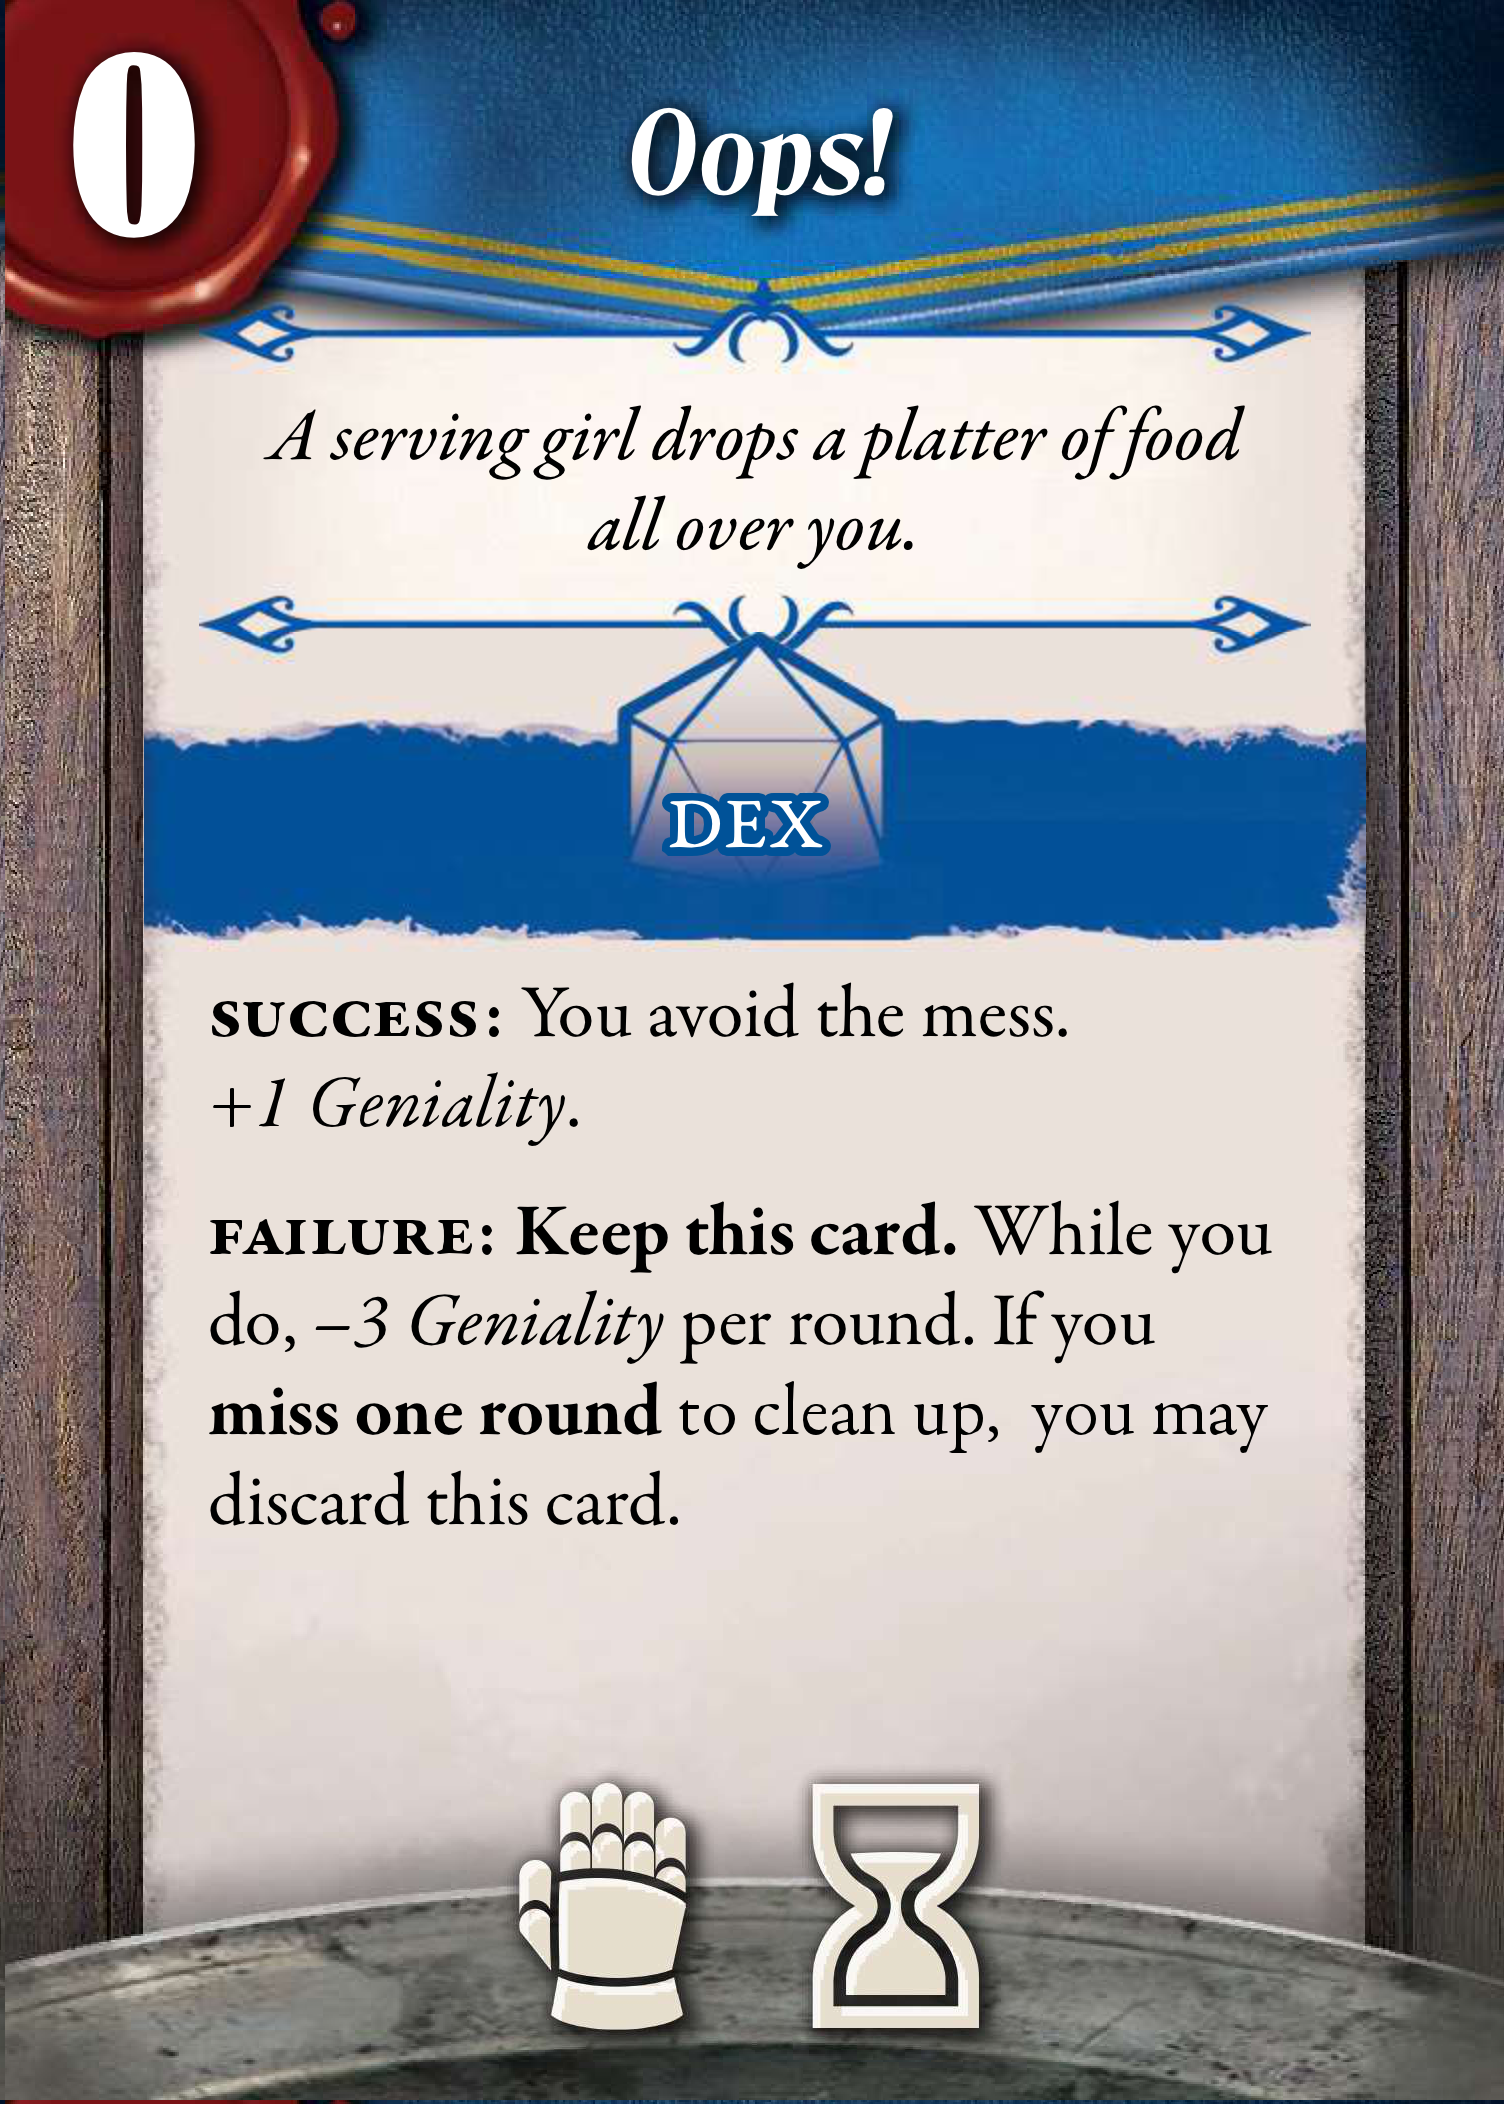 0
Oops!
A serving girl drops a platter of food
all over you.
DEX
SUCCESS: You avoid the mess.
+1 Geniality.
FAILURE: Keep this card. While you
do, –3 Geniality per round. If you
miss one round to clean up,  you may
discard this card.